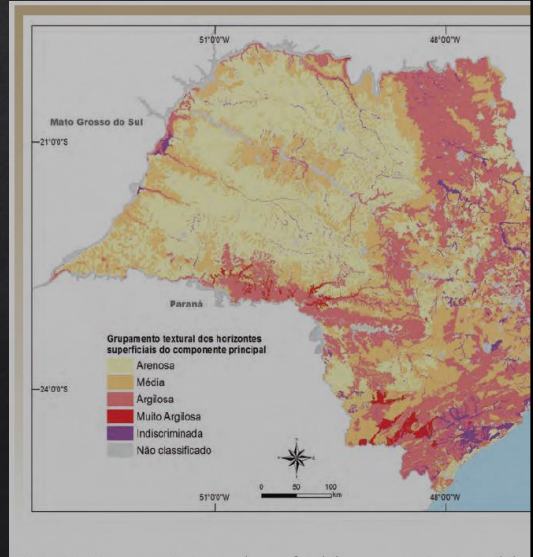 51°0'0"W
48°0'0"W
Mato Grosso do Sul
21°0'0"S
Paraná
Grupamento textural dos horizontes
superficiais do componente principal
Arenosa
Média
Argilosa
Muito Argilosa
Indiscriminada
Não classificado
24°0'0"S
0 50 100
km
51°0'0"W
48°0'0"W